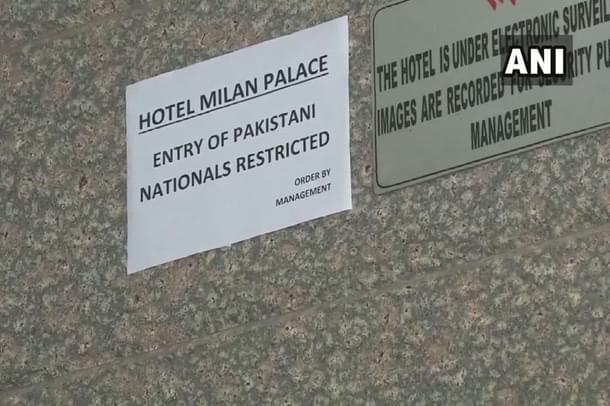 HOTEL MILAN PALACE
ENTRY OF PAKISTANI
NATIONALS RESTRICTED
ORDER BY
MANAGEMENT
THE HOTEL IS UNDER ELECTRONIC
IMAGES ARE RECORDED FOR
MANAGEMENT
ANI